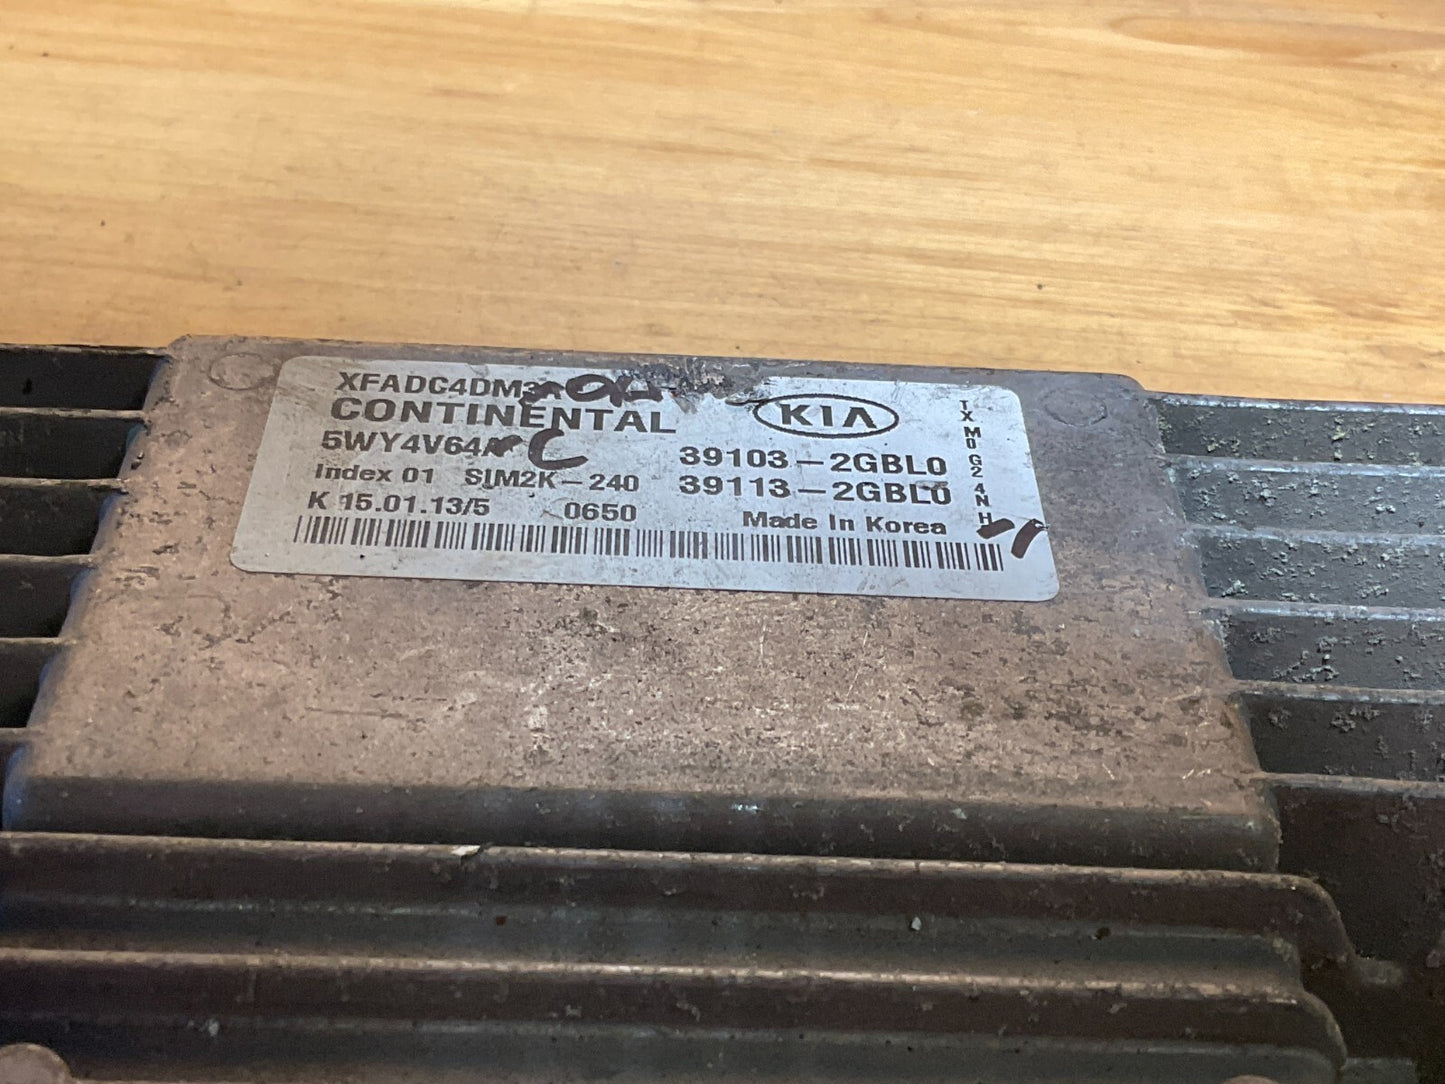 XFADC4DM3
CONTINENTAL
KIA
5WY4V64 C
39103-2GBL0
Index 01 SIM2K-240
39113-2GBL0
K 15.01.13/5 0650
Made In Korea
TX
M0
G2
4N
H